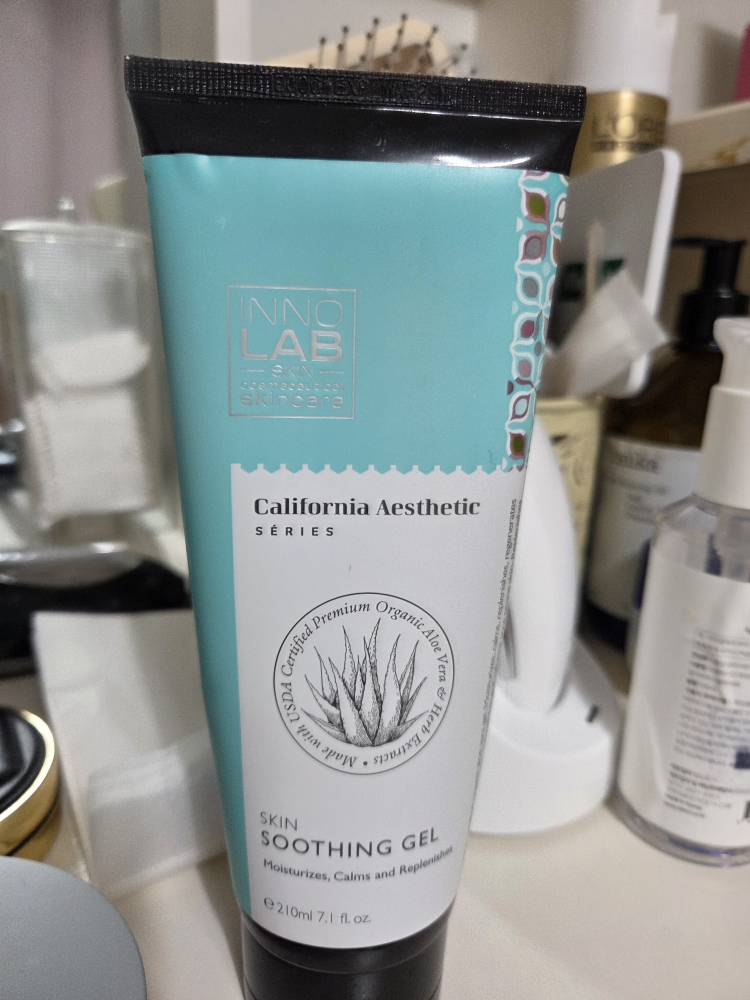 INNO
LAB
SKIN
cosmeceutical
skincare
L'OR
California Aesthetic
SÉRIES
Made with USDA Certified Premium Organic Aloe Vera & Herb Extracts •
SKIN
SOOTHING GEL
Moisturizes, Calms and Replenishes
℮ 210ml 7.1 fl. oz.